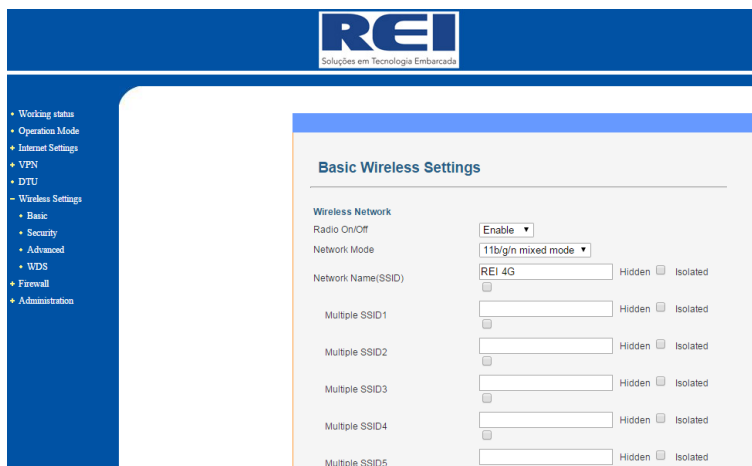 REI
Soluções em Tecnologia Embarcada
Working status
Operation Mode
Internet Settings
VPN
DTU
Wireless Settings
Basic
Security
Advanced
WDS
Firewall
Administration
Basic Wireless Settings
Wireless Network
Radio On/Off Enable
Network Mode 11b/g/n mixed mode
Network Name(SSID) REI 4G Hidden Isolated
Multiple SSID1 Hidden Isolated
Multiple SSID2 Hidden Isolated
Multiple SSID3 Hidden Isolated
Multiple SSID4 Hidden Isolated
Multiple SSID5 Hidden Isolated